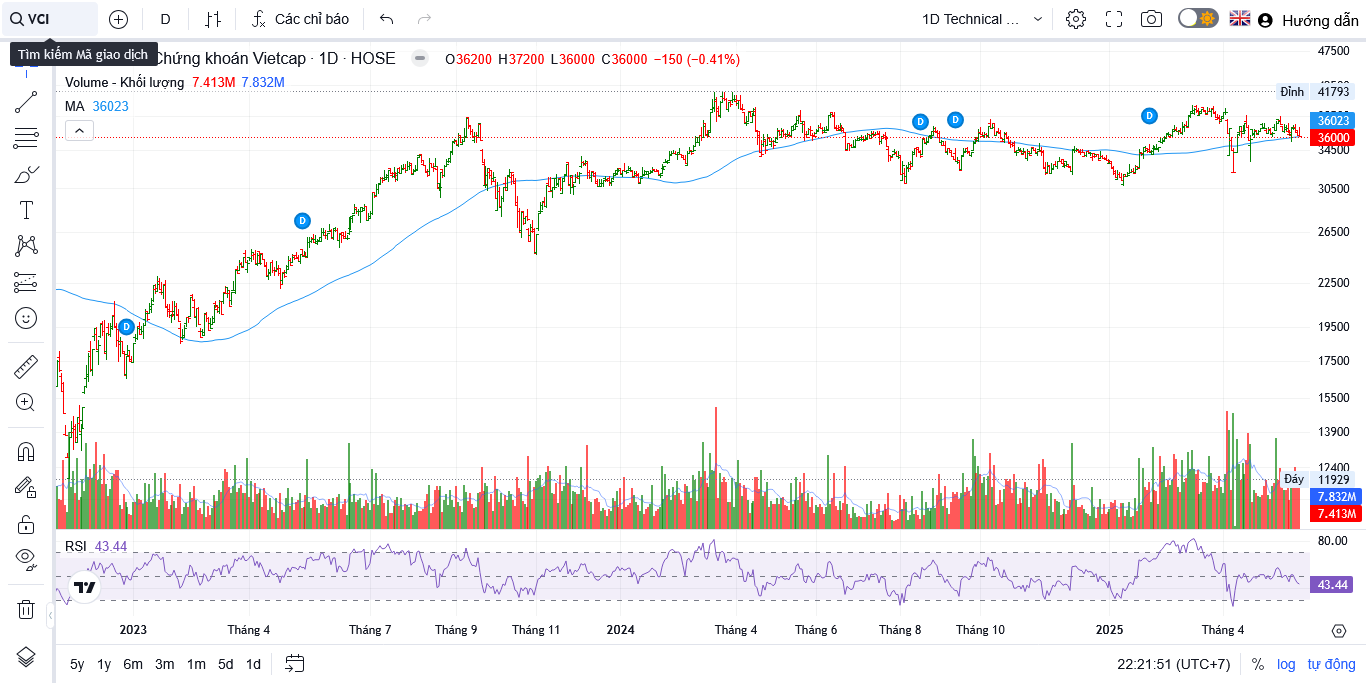 VCI
D
Các chỉ báo
1D Technical ...
Hướng dẫn
Tìm kiếm Mã giao dịch
Chứng khoán Vietcap · 1D · HOSE
O36200 H37200 L36000 C36000 −150 (−0.41%)
Volume - Khối lượng 7.413M 7.832M
MA 36023
47500
Đỉnh 41793
36023
36000
34500
30500
26500
22500
19500
17500
15500
13900
12400
Đáy 11929
7.832M
7.413M
D
D
D
D
D
RSI 43.44
80.00
43.44
2023 Tháng 4 Tháng 7 Tháng 9 Tháng 11 2024 Tháng 4 Tháng 6 Tháng 8 Tháng 10 2025 Tháng 4
5y 1y 6m 3m 1m 5d 1d
22:21:51 (UTC+7) % log tự động